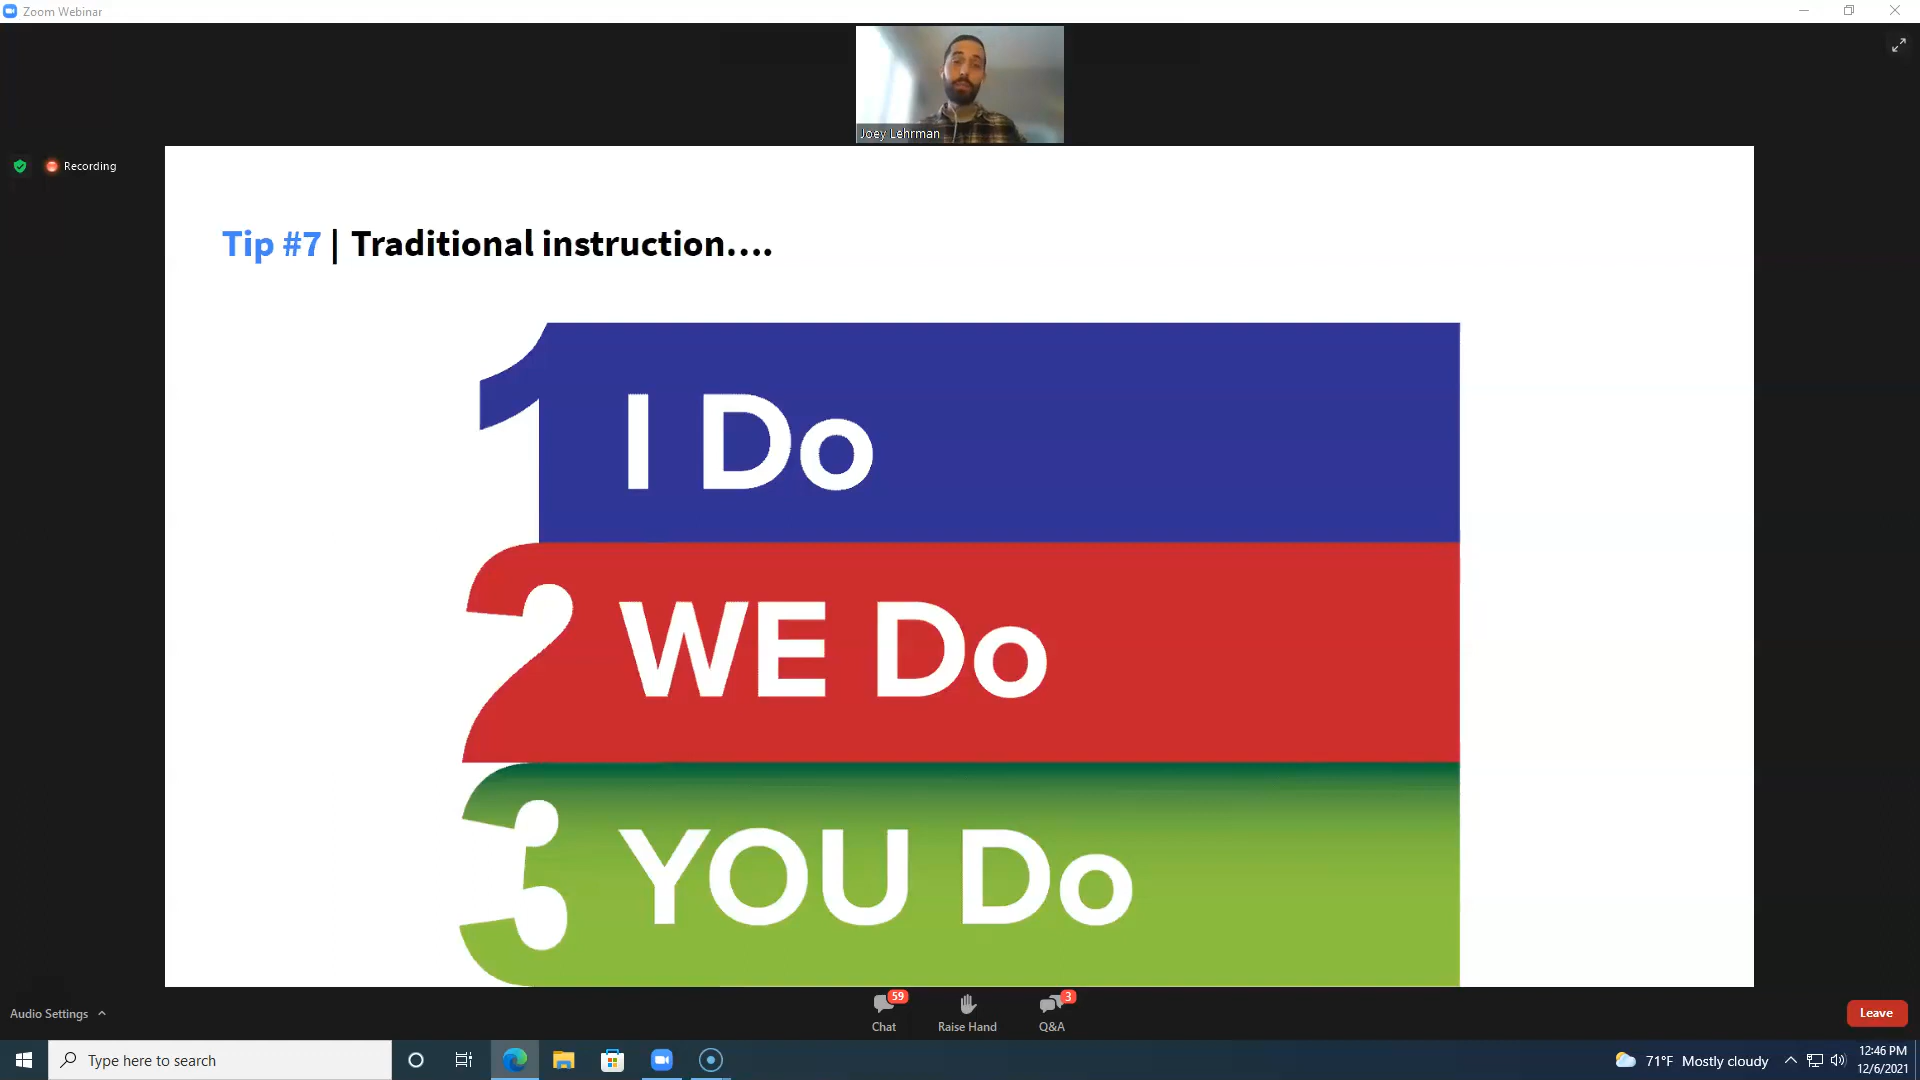 Zoom Webinar
Joey Lehrman
Recording
Tip #7 | Traditional instruction....
1 I Do
2 WE Do
3 YOU Do
Audio Settings
59
3
Chat
Raise Hand
Q&A
Leave
Type here to search
71°F Mostly cloudy
12:46 PM
12/6/2021